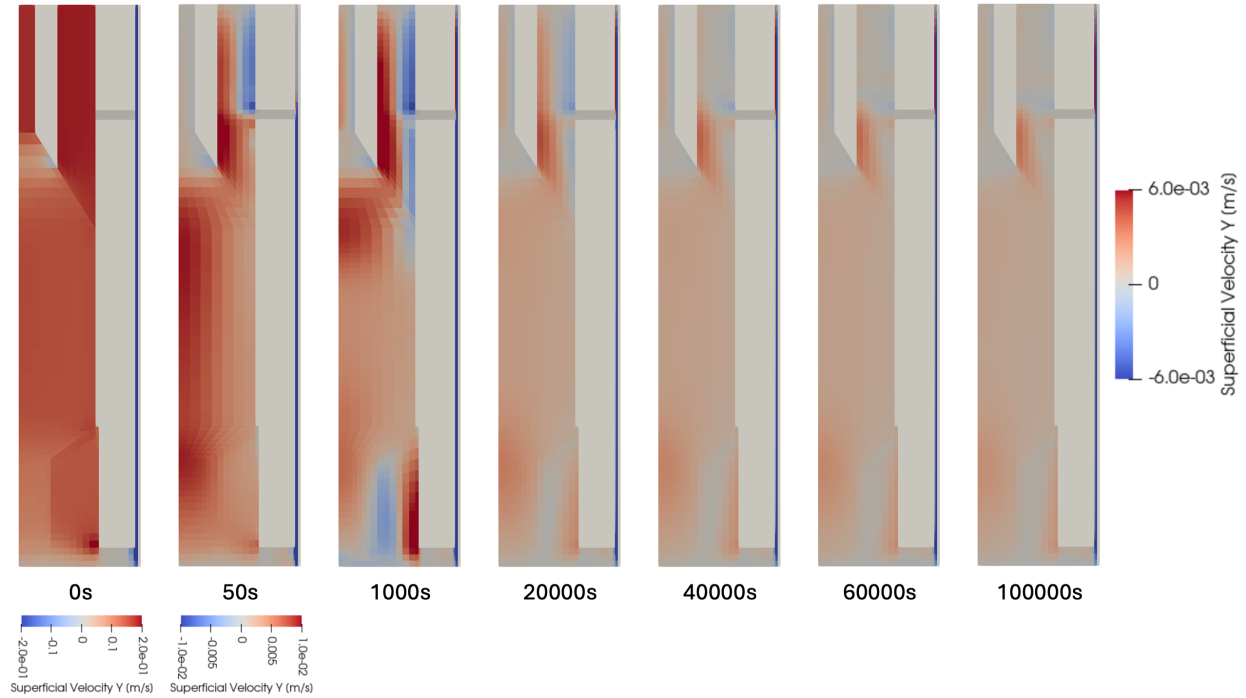 6.0e-03
0
-6.0e-03
Superficial Velocity Y (m/s)
0s
50s
1000s
20000s
40000s
60000s
100000s
-2.0e-01
-0.1
0
0.1
2.0e-01
Superficial Velocity Y (m/s)
-1.0e-02
-0.005
0
0.005
1.0e-02
Superficial Velocity Y (m/s)